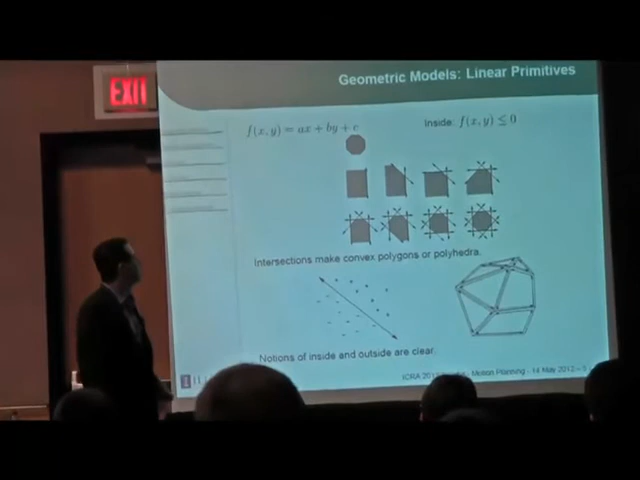 EXIT
Geometric Models: Linear Primitives
f(x, y) = ax + by + c
Inside: f(x, y) ≤ 0
Intersections make convex polygons or polyhedra.
Notions of inside and outside are clear.
ICRA 2012 Motion Planning - 14 May 2012 –